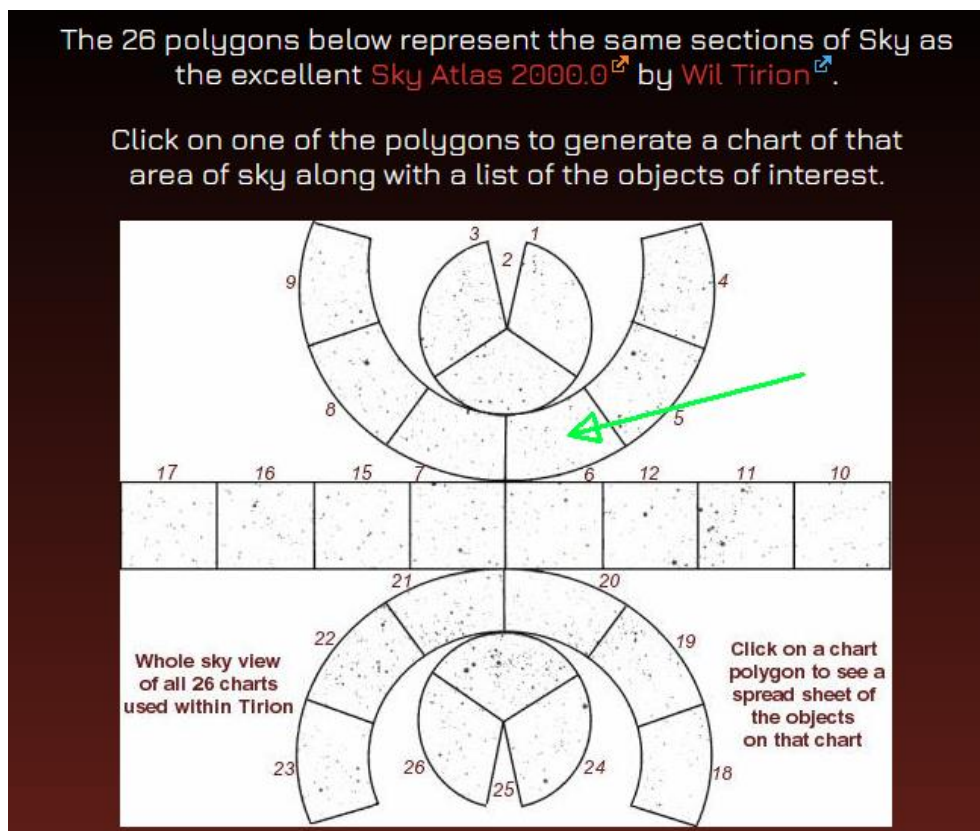 The 26 polygons below represent the same sections of Sky as
the excellent Sky Atlas 2000.0 by Wil Tirion.
Click on one of the polygons to generate a chart of that
area of sky along with a list of the objects of interest.
3 1
2
9 4
8 5
17 16 15 7 6 12 11 10
21 20
22 19
Whole sky view
of all 26 charts
used within Tirion
Click on a chart
polygon to see a
spread sheet of
the objects
on that chart
23 26 25 24 18